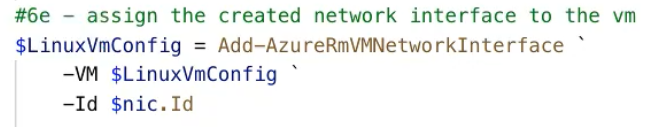 #6e - assign the created network interface to the vm
$LinuxVmConfig = Add-AzureRmVMNetworkInterface `
    -VM $LinuxVmConfig `
    -Id $nic.Id